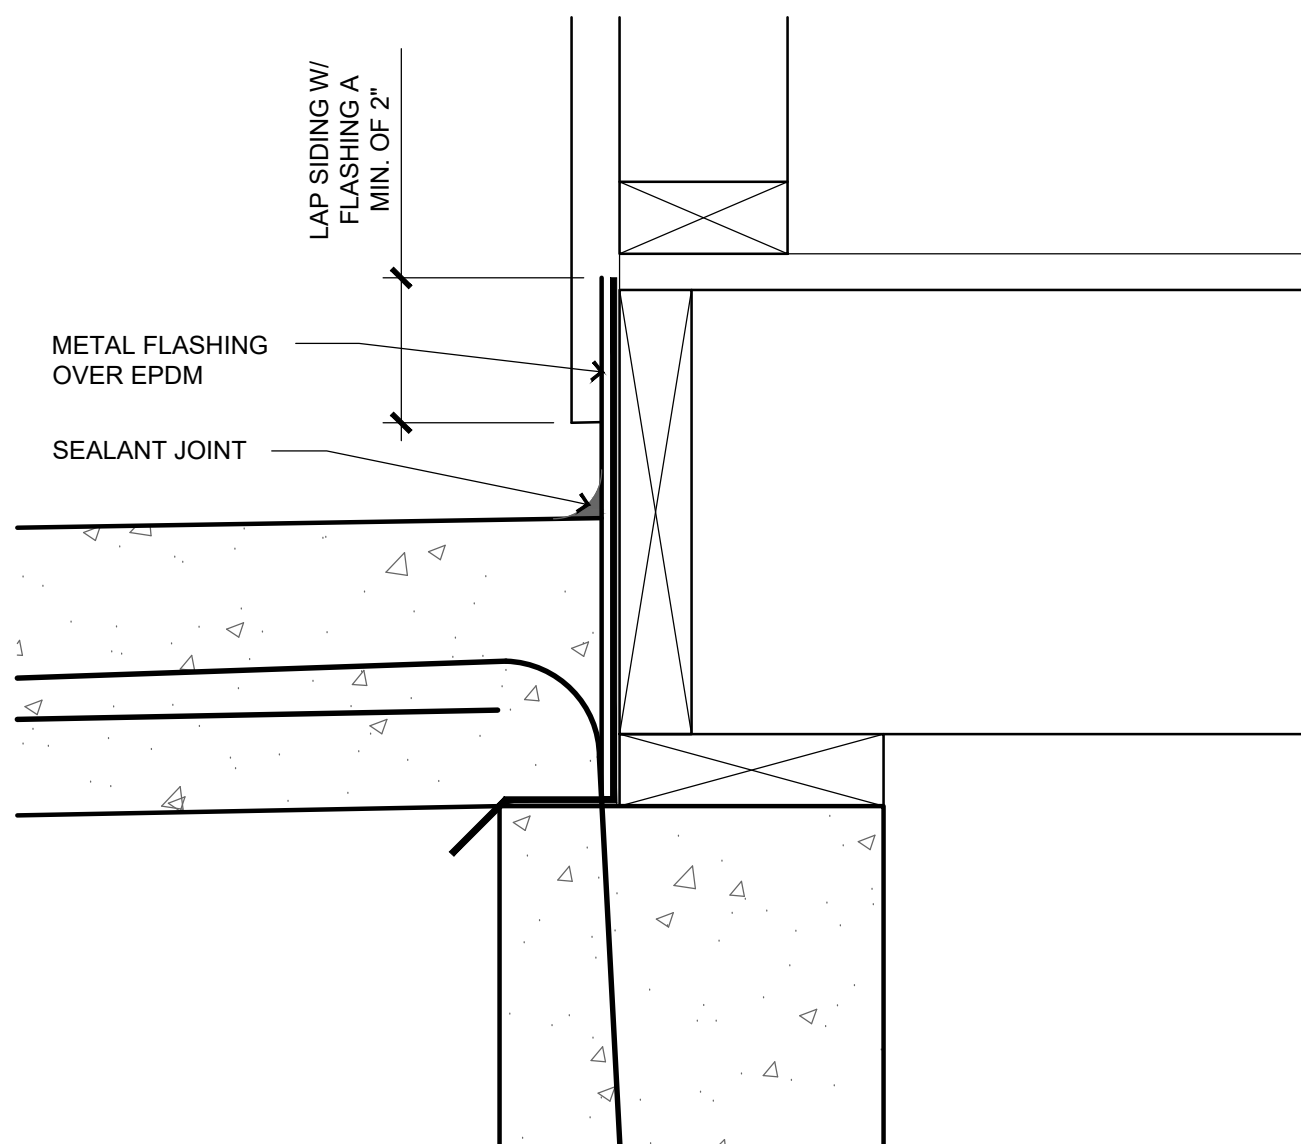 LAP SIDING W/
FLASHING A
MIN. OF 2"
METAL FLASHING
OVER EPDM
SEALANT JOINT